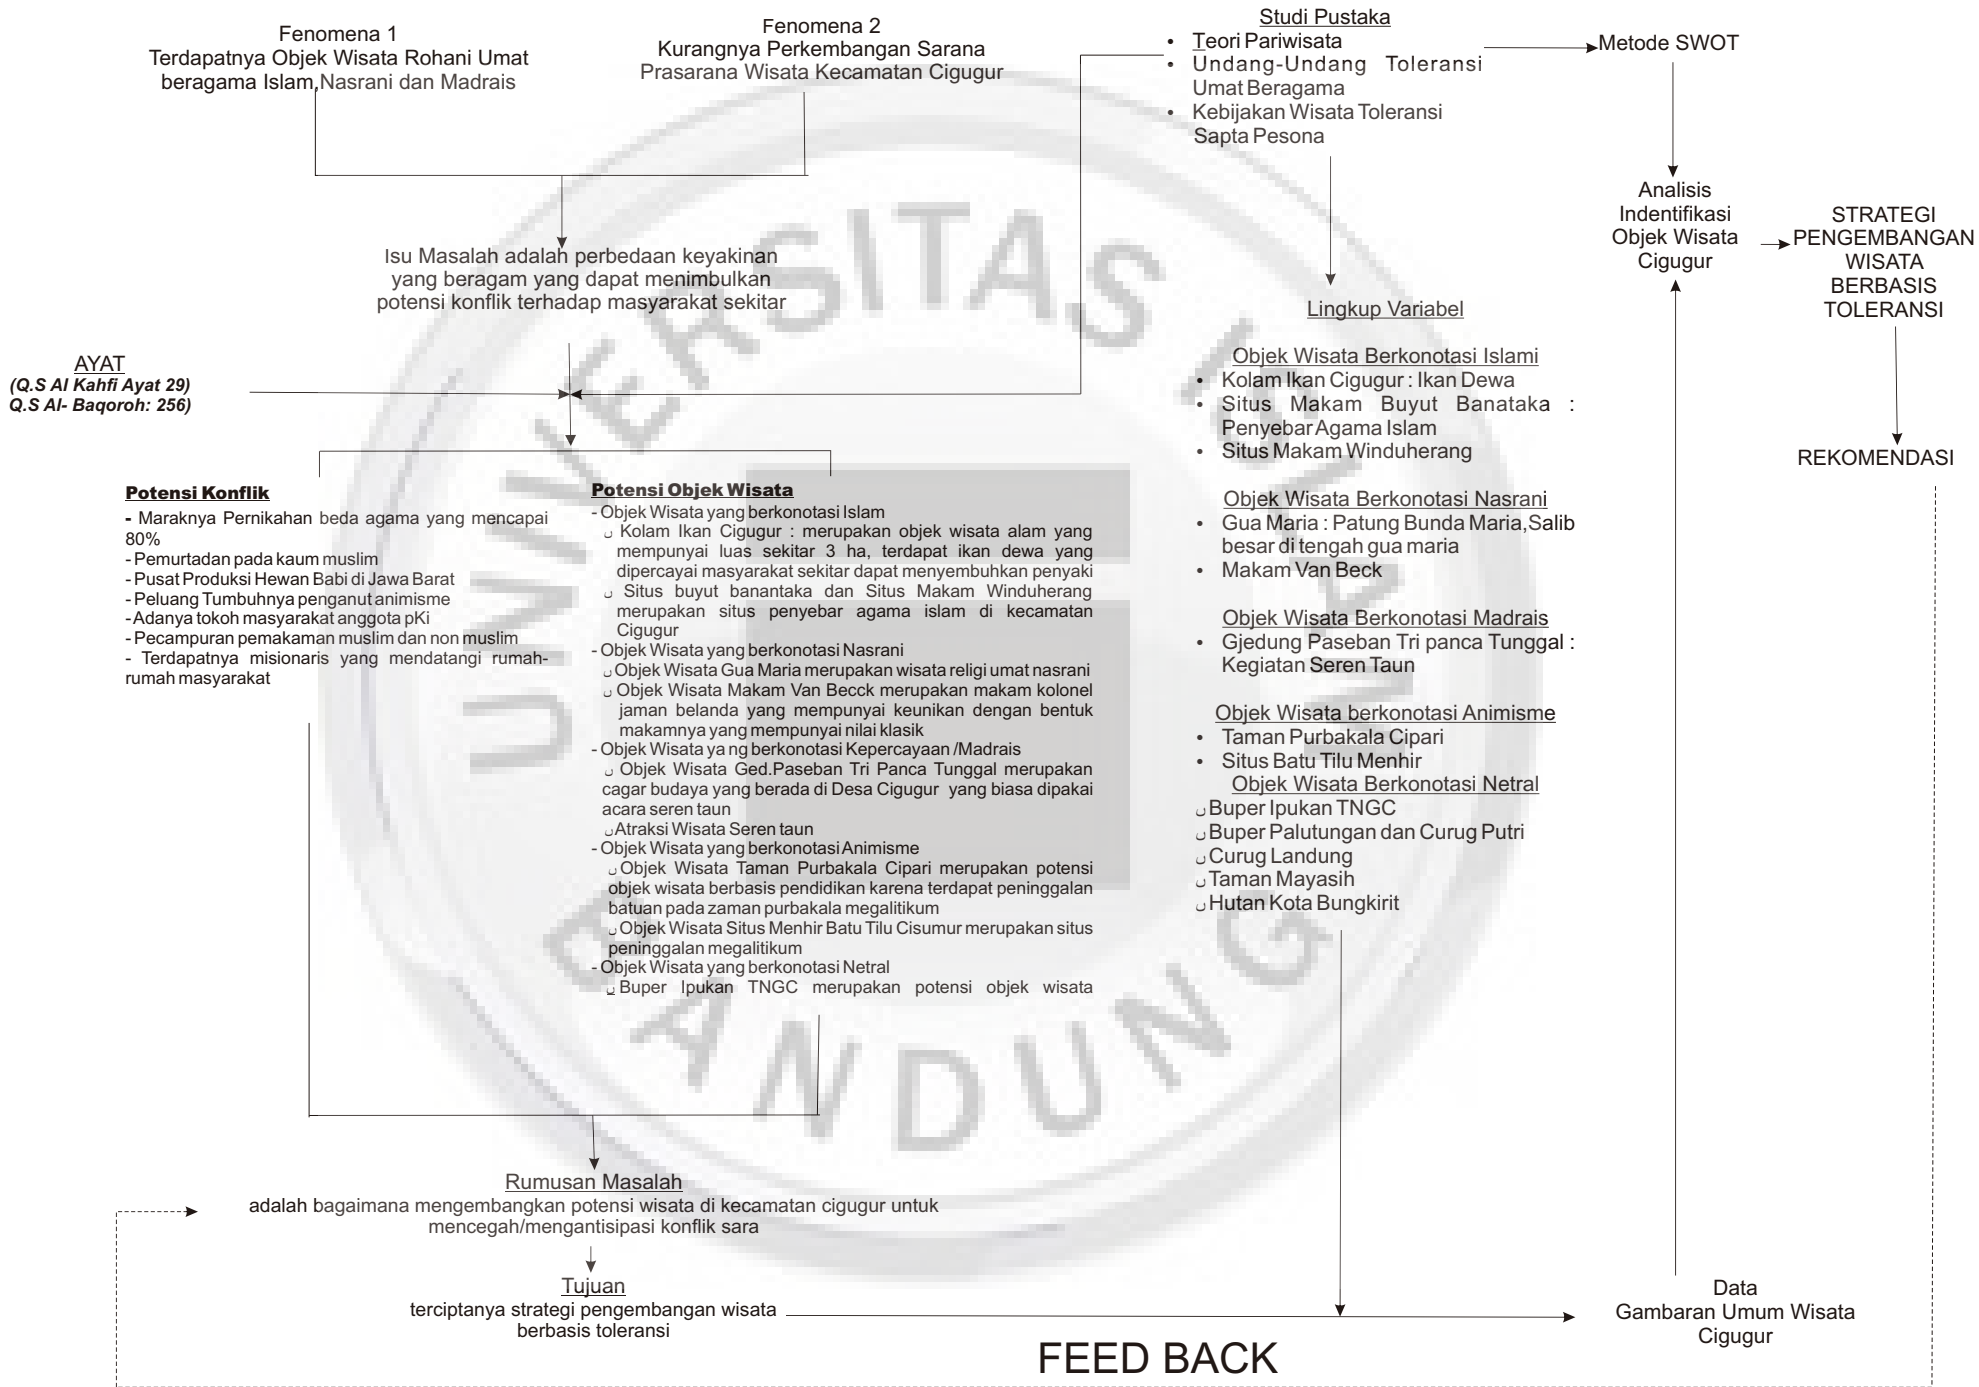 Fenomena 1
Terdapatnya Objek Wisata Rohani Umat
beragama Islam,Nasrani dan Madrais
Fenomena 2
Kurangnya Perkembangan Sarana
Prasarana Wisata Kecamatan Cigugur
Studi Pustaka
• Teori Pariwisata
• Undang-Undang Toleransi
Umat Beragama
• Kebijakan Wisata Toleransi
Sapta Pesona
Metode SWOT
Analisis
Indentifikasi
Objek Wisata
Cigugur
STRATEGI
PENGEMBANGAN
WISATA
BERBASIS
TOLERANSI
REKOMENDASI
Isu Masalah adalah perbedaan keyakinan
yang beragam yang dapat menimbulkan
potensi konflik terhadap masyarakat sekitar
AYAT
(Q.S Al Kahfi Ayat 29)
Q.S Al- Baqoroh: 256)
Potensi Konflik
- Maraknya Pernikahan beda agama yang mencapai
80%
- Pemurtadan pada kaum muslim
- Pusat Produksi Hewan Babi di Jawa Barat
- Peluang Tumbuhnya penganut animisme
- Adanya tokoh masyarakat anggota pKi
- Pecampuran pemakaman muslim dan non muslim
- Terdapatnya misionaris yang mendatangi rumah-
rumah masyarakat
Potensi Objek Wisata
- Objek Wisata yang berkonotasi Islam
Kolam Ikan Cigugur : merupakan objek wisata alam yang
mempunyai luas sekitar 3 ha, terdapat ikan dewa yang
dipercayai masyarakat sekitar dapat menyembuhkan penyaki
Situs buyut banantaka dan Situs Makam Winduherang
merupakan situs penyebar agama islam di kecamatan
Cigugur
- Objek Wisata yang berkonotasi Nasrani
Objek Wisata Gua Maria merupakan wisata religi umat nasrani
Objek Wisata Makam Van Becck merupakan makam kolonel
jaman belanda yang mempunyai keunikan dengan bentuk
makamnya yang mempunyai nilai klasik
- Objek Wisata ya ng berkonotasi Kepercayaan /Madrais
Objek Wisata Ged.Paseban Tri Panca Tunggal merupakan
cagar budaya yang berada di Desa Cigugur yang biasa dipakai
acara seren taun
Atraksi Wisata Seren taun
- Objek Wisata yang berkonotasi Animisme
Objek Wisata Taman Purbakala Cipari merupakan potensi
objek wisata berbasis pendidikan karena terdapat peninggalan
batuan pada zaman purbakala megalitikum
Objek Wisata Situs Menhir Batu Tilu Cisumur merupakan situs
peninggalan megalitikum
- Objek Wisata yang berkonotasi Netral
Buper Ipukan TNGC merupakan potensi objek wisata
Lingkup Variabel
Objek Wisata Berkonotasi Islami
• Kolam Ikan Cigugur : Ikan Dewa
• Situs Makam Buyut Banataka :
Penyebar Agama Islam
• Situs Makam Winduherang
Objek Wisata Berkonotasi Nasrani
• Gua Maria : Patung Bunda Maria,Salib
besar di tengah gua maria
• Makam Van Beck
Objek Wisata Berkonotasi Madrais
• Gjedung Paseban Tri panca Tunggal :
Kegiatan Seren Taun
Objek Wisata berkonotasi Animisme
• Taman Purbakala Cipari
• Situs Batu Tilu Menhir
Objek Wisata Berkonotasi Netral
Buper Ipukan TNGC
Buper Palutungan dan Curug Putri
Curug Landung
Taman Mayasih
Hutan Kota Bungkirit
Rumusan Masalah
adalah bagaimana mengembangkan potensi wisata di kecamatan cigugur untuk
mencegah/mengantisipasi konflik sara
Tujuan
terciptanya strategi pengembangan wisata
berbasis toleransi
Data
Gambaran Umum Wisata
Cigugur
FEED BACK
UNIVERSITAS ISLAM
BANDUNG